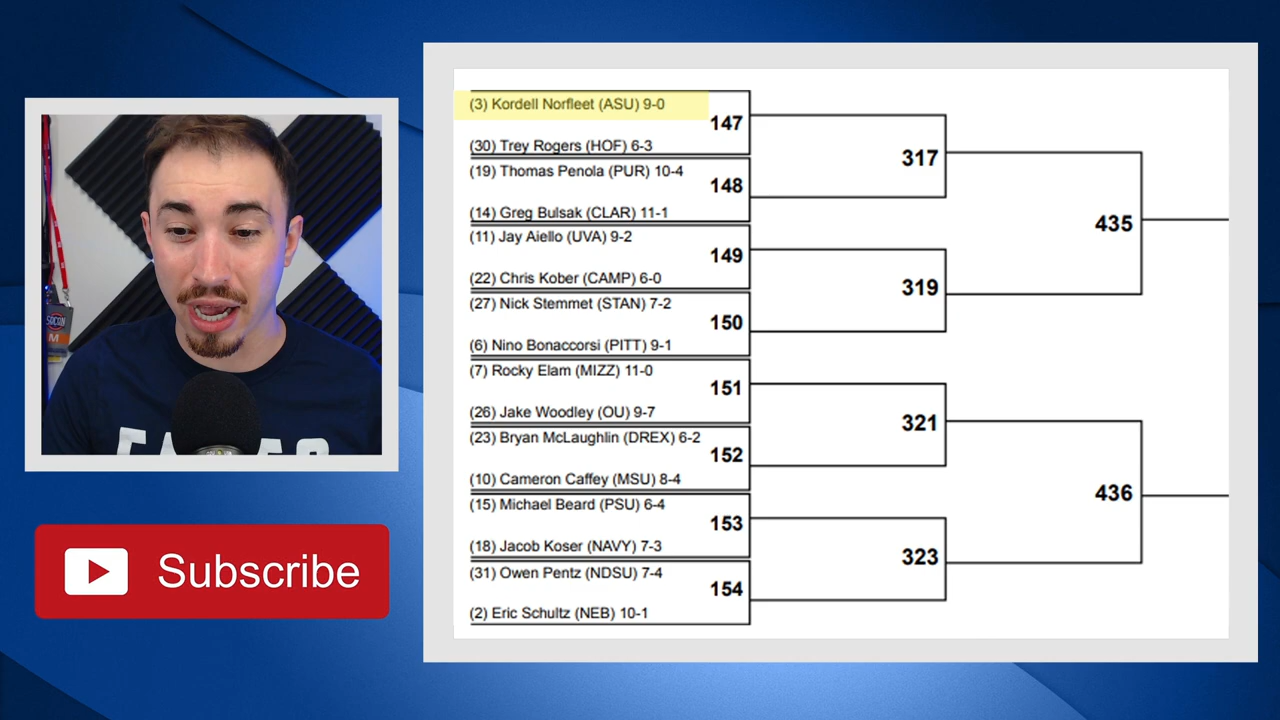 (3) Kordell Norfleet (ASU) 9-0
147
(30) Trey Rogers (HOF) 6-3
317
(19) Thomas Penola (PUR) 10-4
148
(14) Greg Bulsak (CLAR) 11-1
435
(11) Jay Aiello (UVA) 9-2
149
(22) Chris Kober (CAMP) 6-0
319
(27) Nick Stemmet (STAN) 7-2
150
(6) Nino Bonaccorsi (PITT) 9-1
(7) Rocky Elam (MIZZ) 11-0
151
(26) Jake Woodley (OU) 9-7
321
(23) Bryan McLaughlin (DREX) 6-2
152
(10) Cameron Caffey (MSU) 8-4
436
(15) Michael Beard (PSU) 6-4
153
(18) Jacob Koser (NAVY) 7-3
323
(31) Owen Pentz (NDSU) 7-4
154
(2) Eric Schultz (NEB) 10-1
SOCON
M
Subscribe